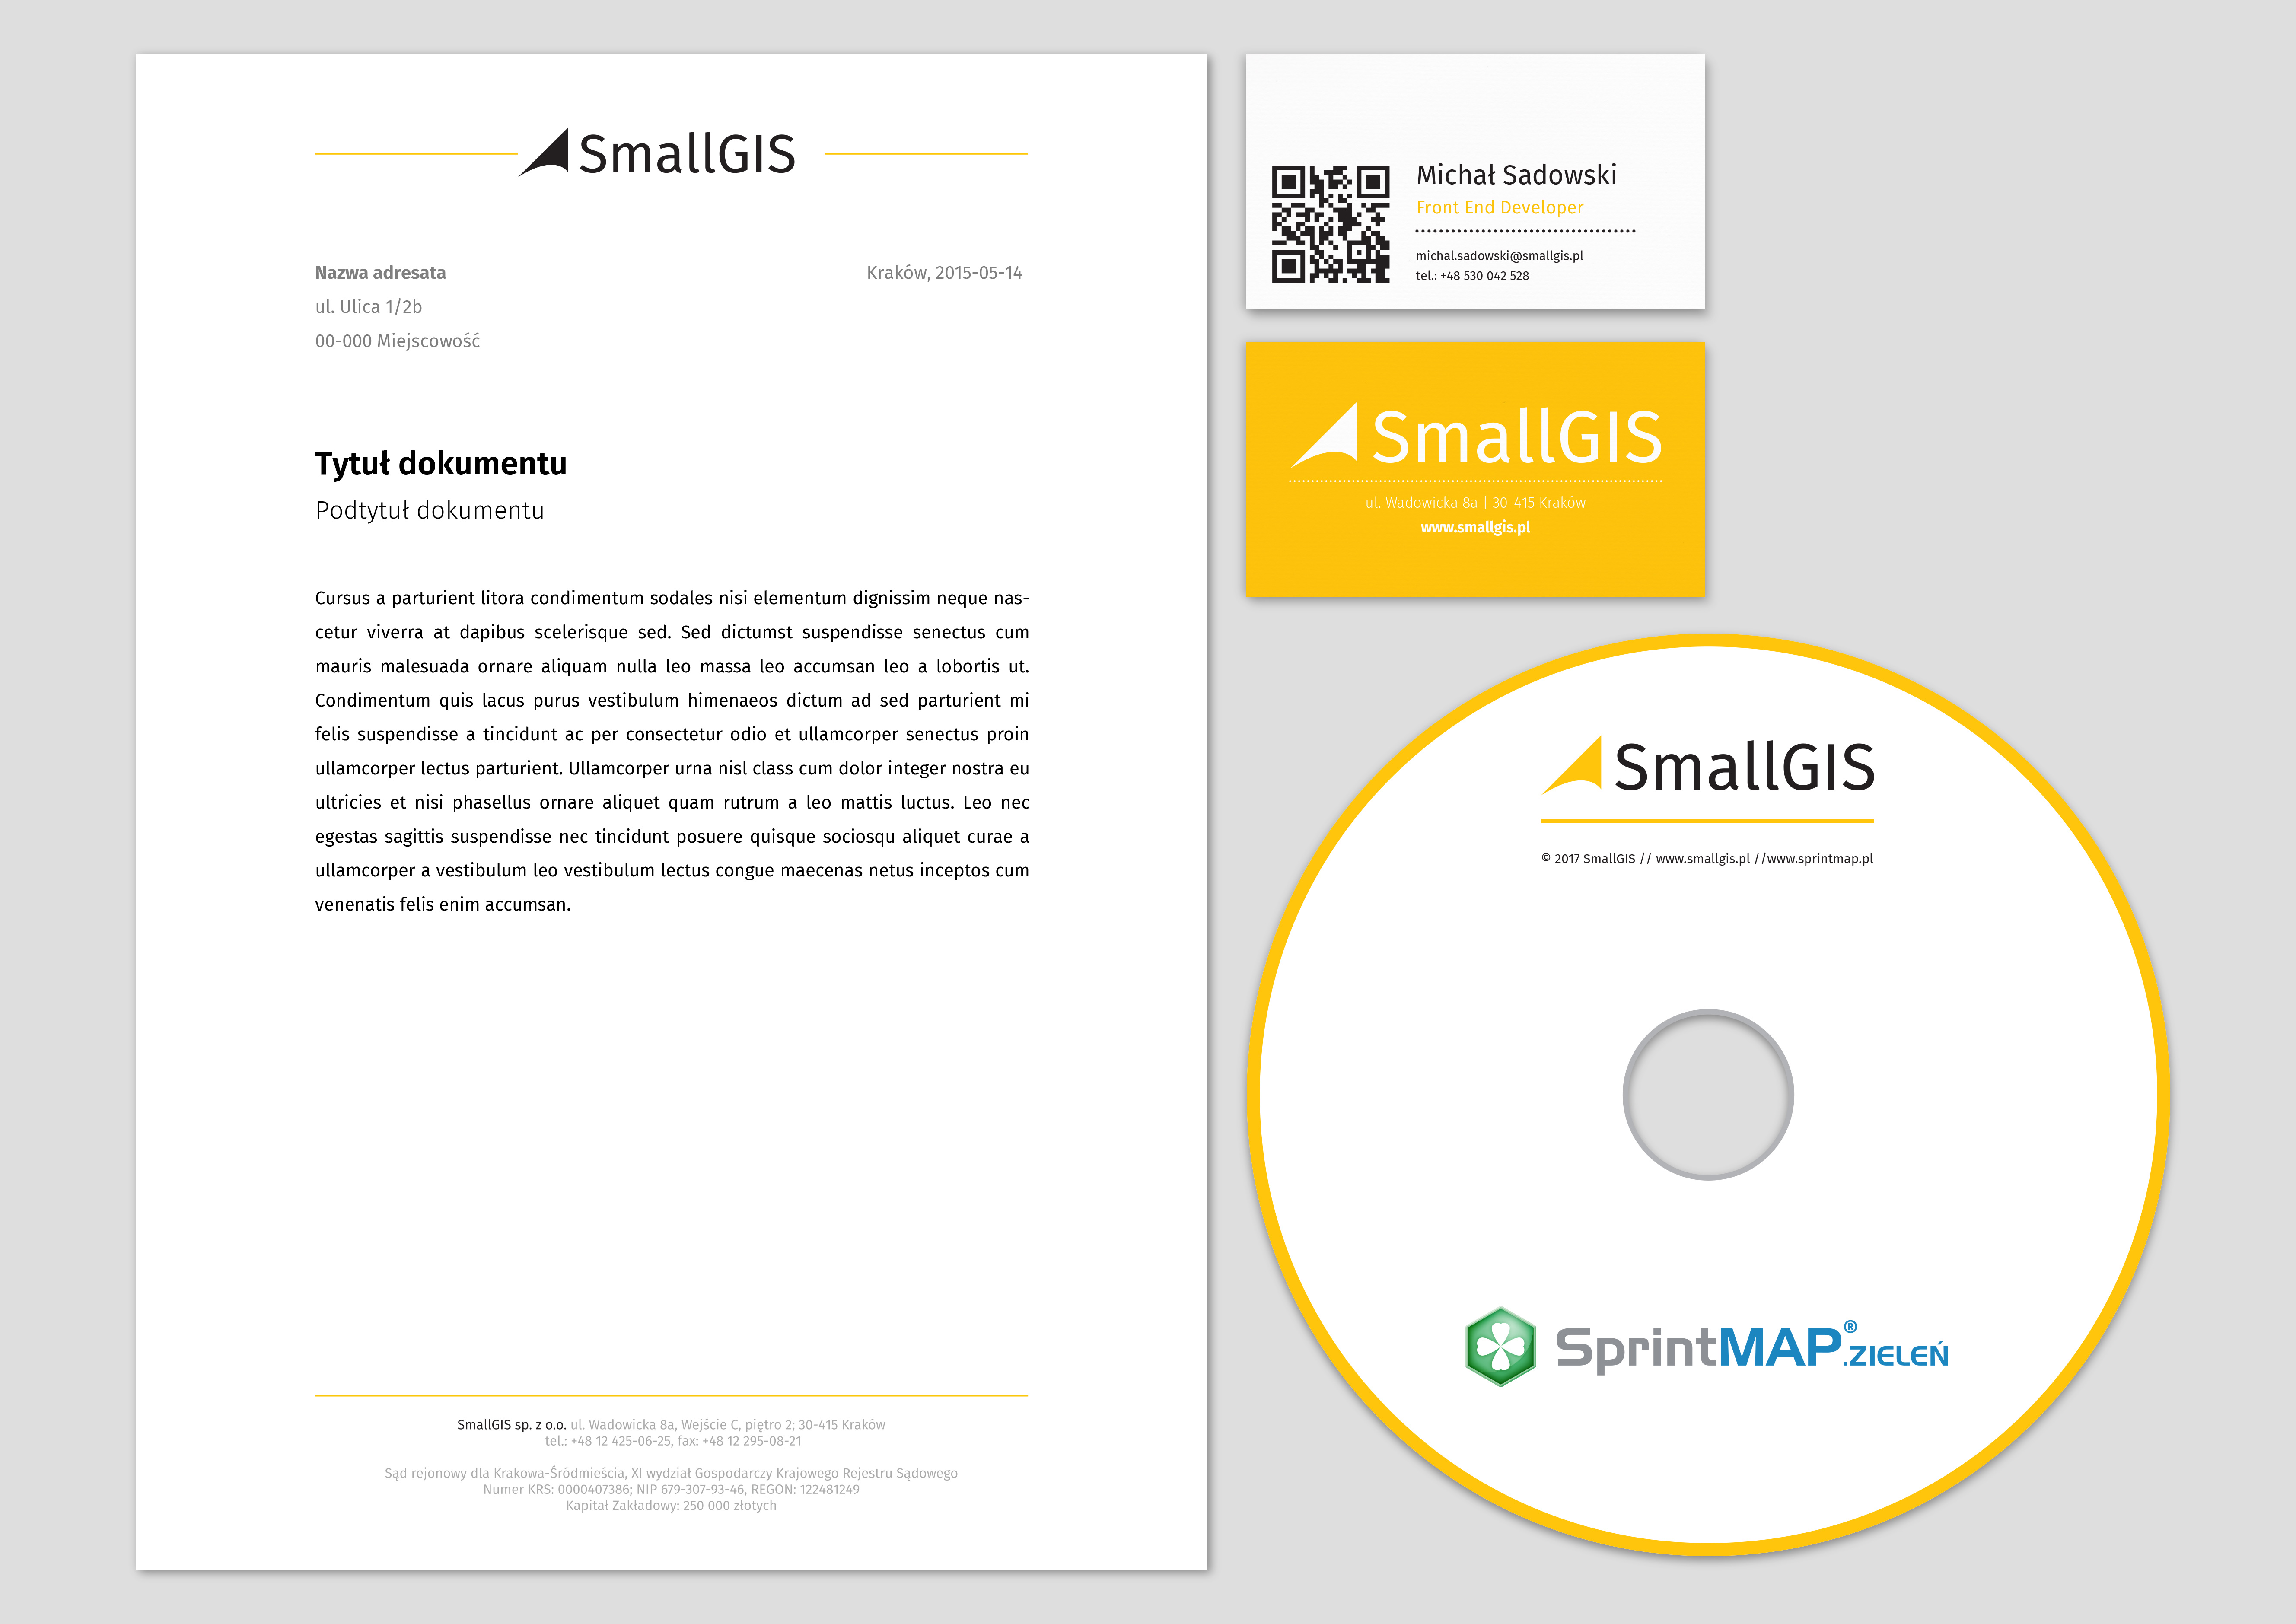 SmallGIS
Nazwa adresata
Kraków, 2015-05-14
ul. Ulica 1/2b
00-000 Miejscowość
Tytuł dokumentu
Podtytuł dokumentu
Cursus a parturient litora condimentum sodales nisi elementum dignissim neque nas-
cetur viverra at dapibus scelerisque sed. Sed dictumst suspendisse senectus cum
mauris malesuada ornare aliquam nulla leo massa leo accumsan leo a lobortis ut.
Condimentum quis lacus purus vestibulum himenaeos dictum ad sed parturient mi
felis suspendisse a tincidunt ac per consectetur odio et ullamcorper senectus proin
ullamcorper lectus parturient. Ullamcorper urna nisl class cum dolor integer nostra eu
ultricies et nisi phasellus ornare aliquet quam rutrum a leo mattis luctus. Leo nec
egestas sagittis suspendisse nec tincidunt posuere quisque sociosqu aliquet curae a
ullamcorper a vestibulum leo vestibulum lectus congue maecenas netus inceptos cum
venenatis felis enim accumsan.
SmallGIS sp. z o.o. ul. Wadowicka 8a, Wejście C, piętro 2; 30-415 Kraków
tel.: +48 12 425-06-25, fax: +48 12 295-08-21
Sąd rejonowy dla Krakowa-Śródmieścia, XI wydział Gospodarczy Krajowego Rejestru Sądowego
Numer KRS: 0000407386; NIP 679-307-93-46, REGON: 122481249
Kapitał Zakładowy: 250 000 złotych
Michał Sadowski
Front End Developer
michal.sadowski@smallgis.pl
tel.: +48 530 042 528
SmallGIS
ul. Wadowicka 8a | 30-415 Kraków
www.smallgis.pl
SmallGIS
© 2017 SmallGIS // www.smallgis.pl //www.sprintmap.pl
SprintMAP®.ZIELEŃ